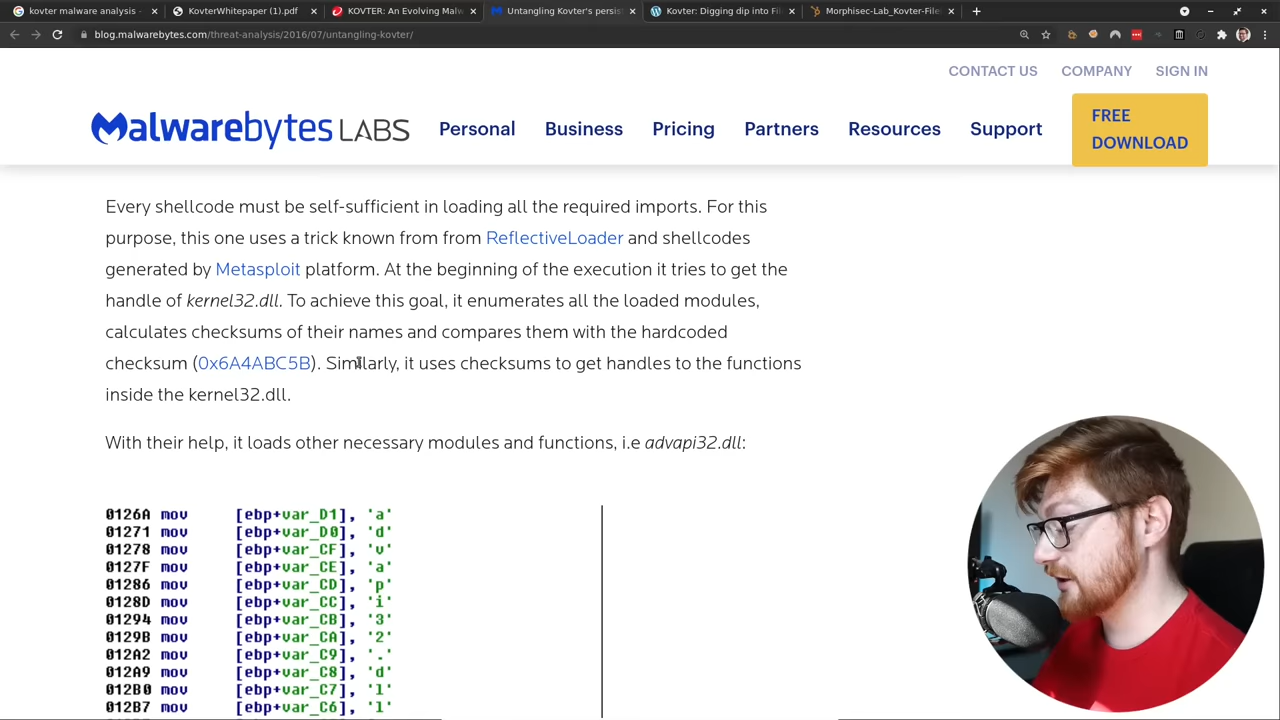 kovter malware analysis -
KovterWhitepaper (1).pdf
KOVTER: An Evolving Malw
Untangling Kovter's persist
Kovter: Digging dip into Fil
Morphisec-Lab_Kovter-File
blog.malwarebytes.com/threat-analysis/2016/07/untangling-kovter/
CONTACT US COMPANY SIGN IN
Malwarebytes LABS
Personal Business Pricing Partners Resources Support
FREE
DOWNLOAD
Every shellcode must be self-sufficient in loading all the required imports. For this
purpose, this one uses a trick known from from ReflectiveLoader and shellcodes
generated by Metasploit platform. At the beginning of the execution it tries to get the
handle of kernel32.dll. To achieve this goal, it enumerates all the loaded modules,
calculates checksums of their names and compares them with the hardcoded
checksum (0x6A4ABC5B). Similarly, it uses checksums to get handles to the functions
inside the kernel32.dll.
With their help, it loads other necessary modules and functions, i.e advapi32.dll:
0126A mov [ebp+var_D1], 'a'
01271 mov [ebp+var_D0], 'd'
01278 mov [ebp+var_CF], 'v'
0127F mov [ebp+var_CE], 'a'
01286 mov [ebp+var_CD], 'p'
0128D mov [ebp+var_CC], 'i'
01294 mov [ebp+var_CB], '3'
0129B mov [ebp+var_CA], '2'
012A2 mov [ebp+var_C9], '.'
012A9 mov [ebp+var_C8], 'd'
012B0 mov [ebp+var_C7], 'l'
012B7 mov [ebp+var_C6], 'l'